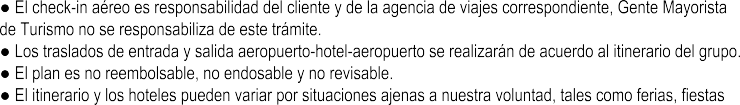 ● El check-in aéreo es responsabilidad del cliente y de la agencia de viajes correspondiente, Gente Mayorista
de Turismo no se responsabiliza de este trámite.
● Los traslados de entrada y salida aeropuerto-hotel-aeropuerto se realizarán de acuerdo al itinerario del grupo.
● El plan es no reembolsable, no endosable y no revisable.
● El itinerario y los hoteles pueden variar por situaciones ajenas a nuestra voluntad, tales como ferias, fiestas